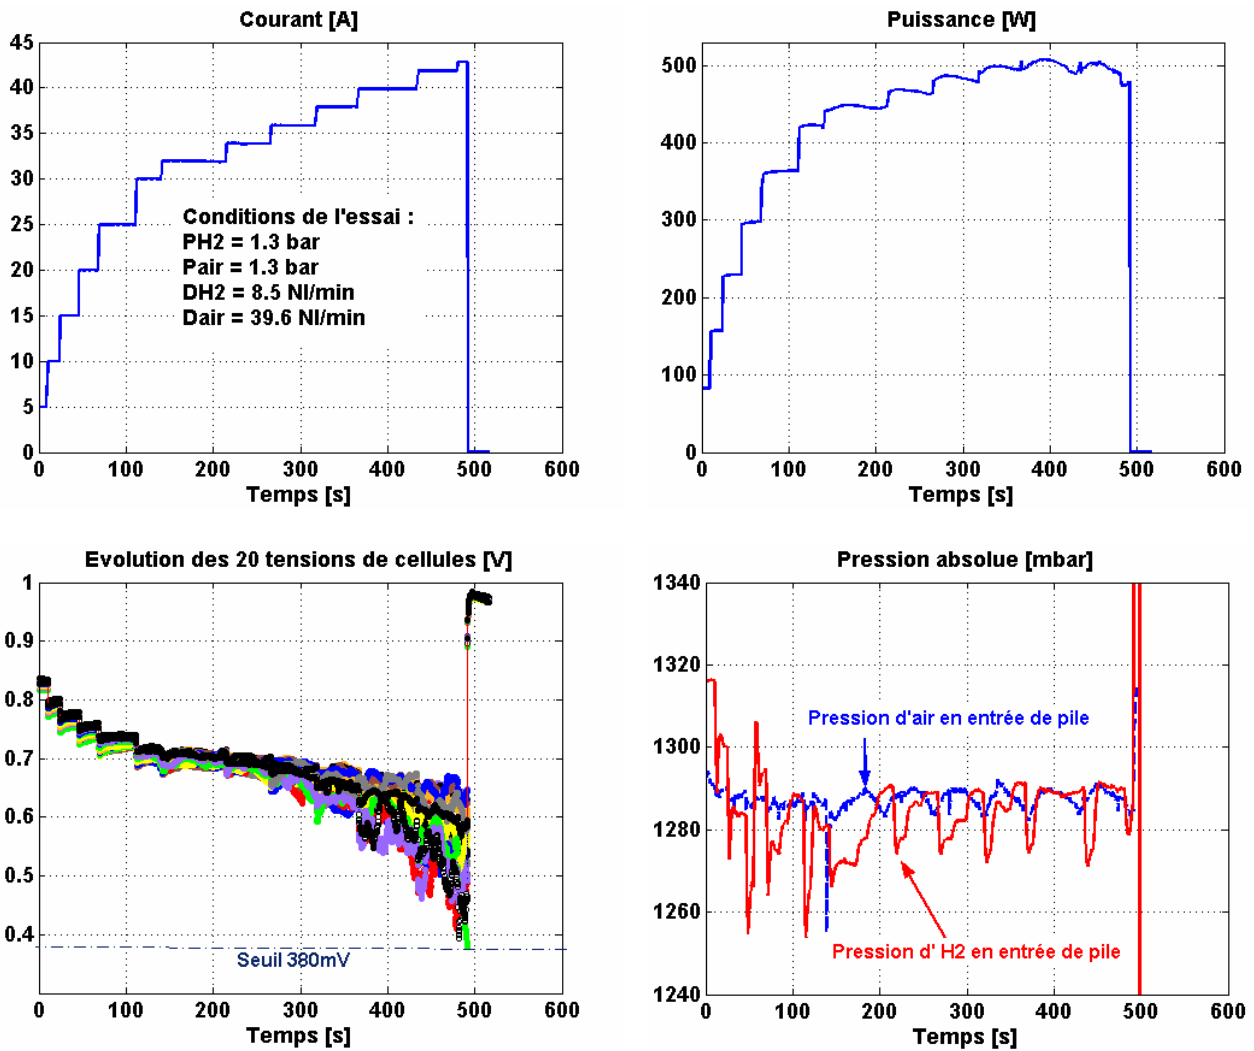 Courant [A]
45
40
35
30
25
20
15
10
5
0
0 100 200 300 400 500 600
Temps [s]
Conditions de l'essai :
PH2 = 1.3 bar
Pair = 1.3 bar
DH2 = 8.5 Nl/min
Dair = 39.6 Nl/min
Puissance [W]
500
400
300
200
100
0
0 100 200 300 400 500 600
Temps [s]
Evolution des 20 tensions de cellules [V]
1
0.9
0.8
0.7
0.6
0.5
0.4
Seuil 380mV
0 100 200 300 400 500 600
Temps [s]
Pression absolue [mbar]
1340
1320
1300
1280
1260
1240
Pression d'air en entrée de pile
Pression d' H2 en entrée de pile
0 100 200 300 400 500 600
Temps [s]